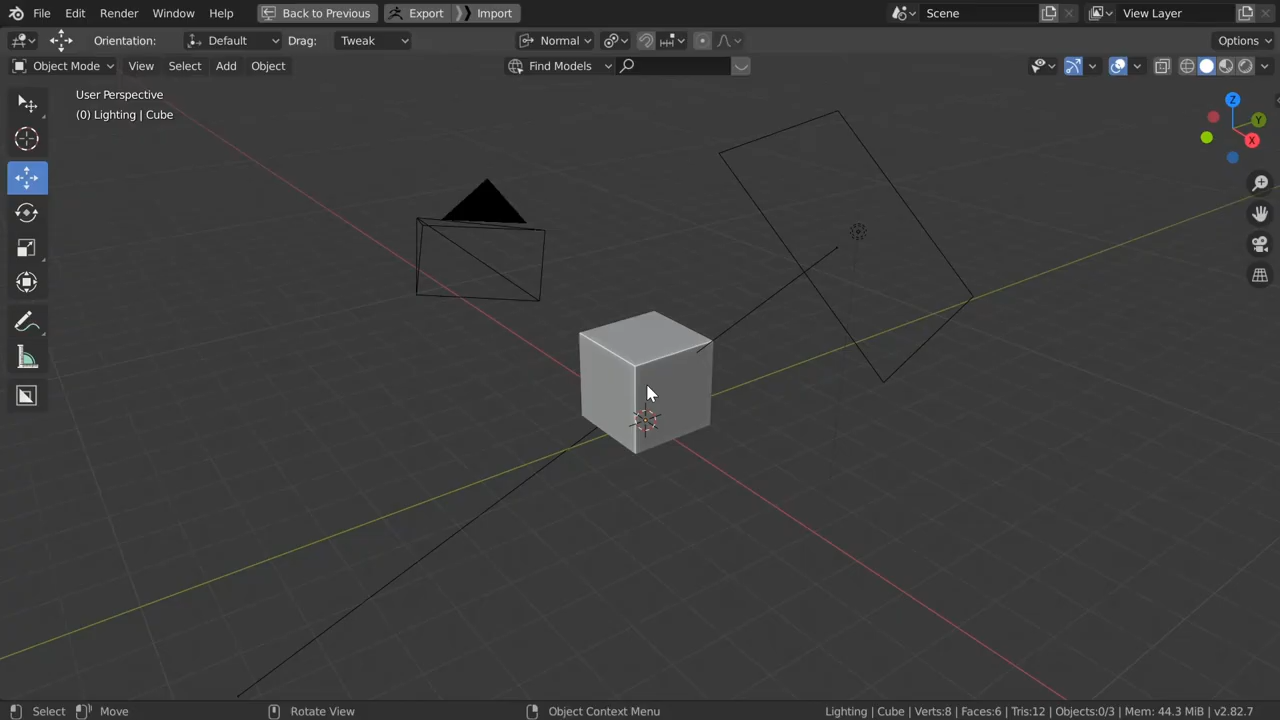 File Edit Render Window Help Back to Previous Export Import Scene View Layer
Orientation: Default Drag: Tweak Normal Options
Object Mode View Select Add Object Find Models
User Perspective
(0) Lighting | Cube
Z
Y
X
Select Move Rotate View Object Context Menu Lighting | Cube | Verts:8 | Faces:6 | Tris:12 | Objects:0/3 | Mem: 44.3 MiB | v2.82.7